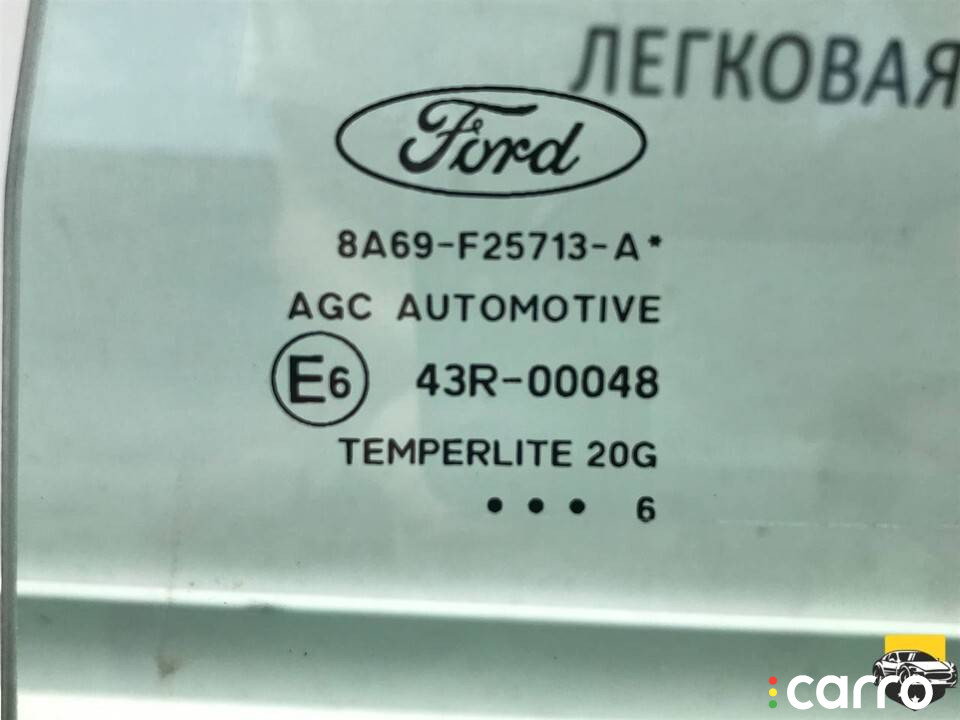 ЛЕГКОВАЯ
Ford
8A69-F25713-A*
AGC AUTOMOTIVE
E6 43R-00048
TEMPERLITE 20G
• • • 6
carro